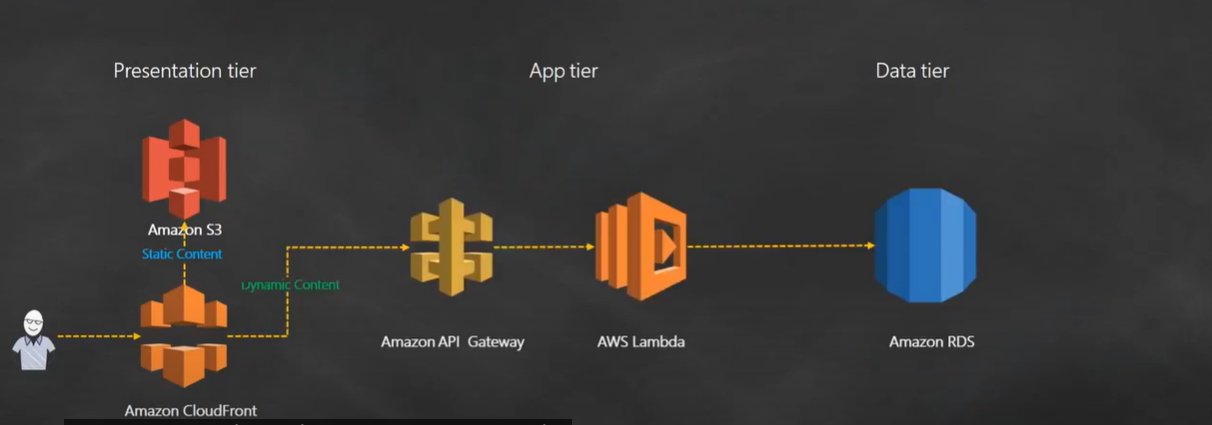 Presentation tier
App tier
Data tier
Amazon S3
Static Content
Dynamic Content
Amazon API Gateway
AWS Lambda
Amazon RDS
Amazon CloudFront